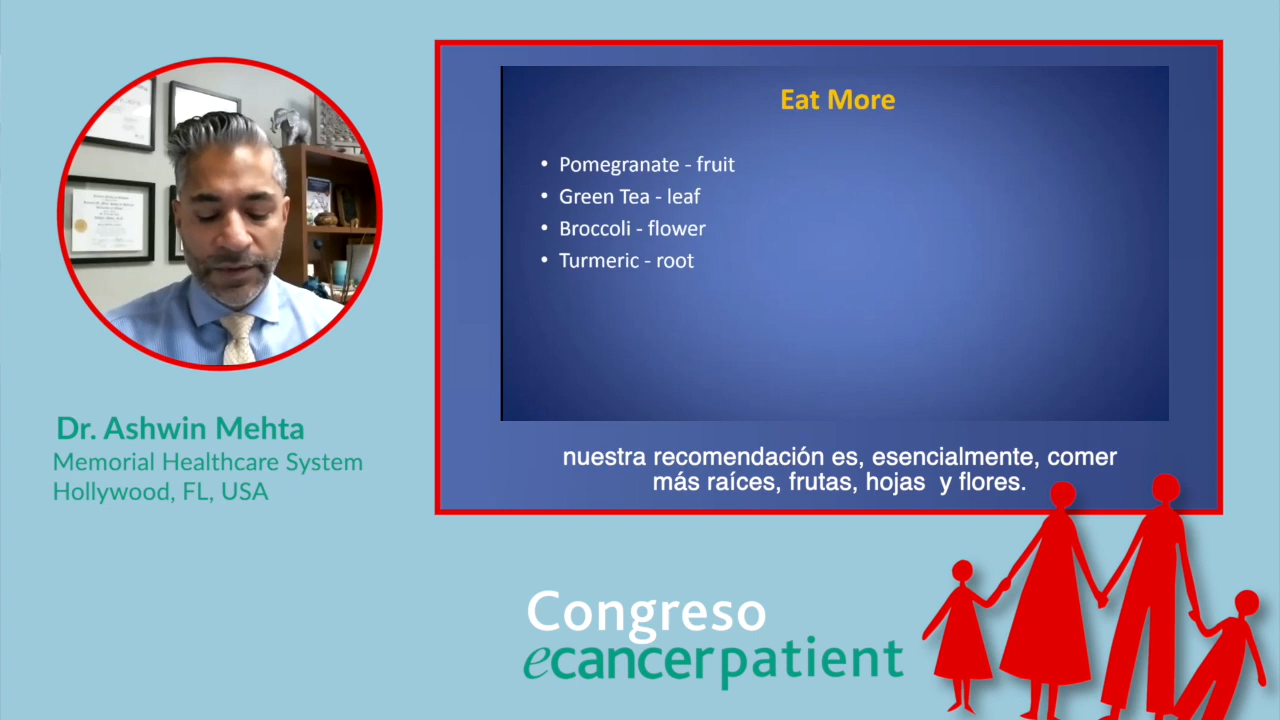 Dr. Ashwin Mehta
Memorial Healthcare System
Hollywood, FL, USA
Eat More
• Pomegranate - fruit
• Green Tea - leaf
• Broccoli - flower
• Turmeric - root
nuestra recomendación es, esencialmente, comer
más raíces, frutas, hojas y flores.
Congreso
ecancerpatient